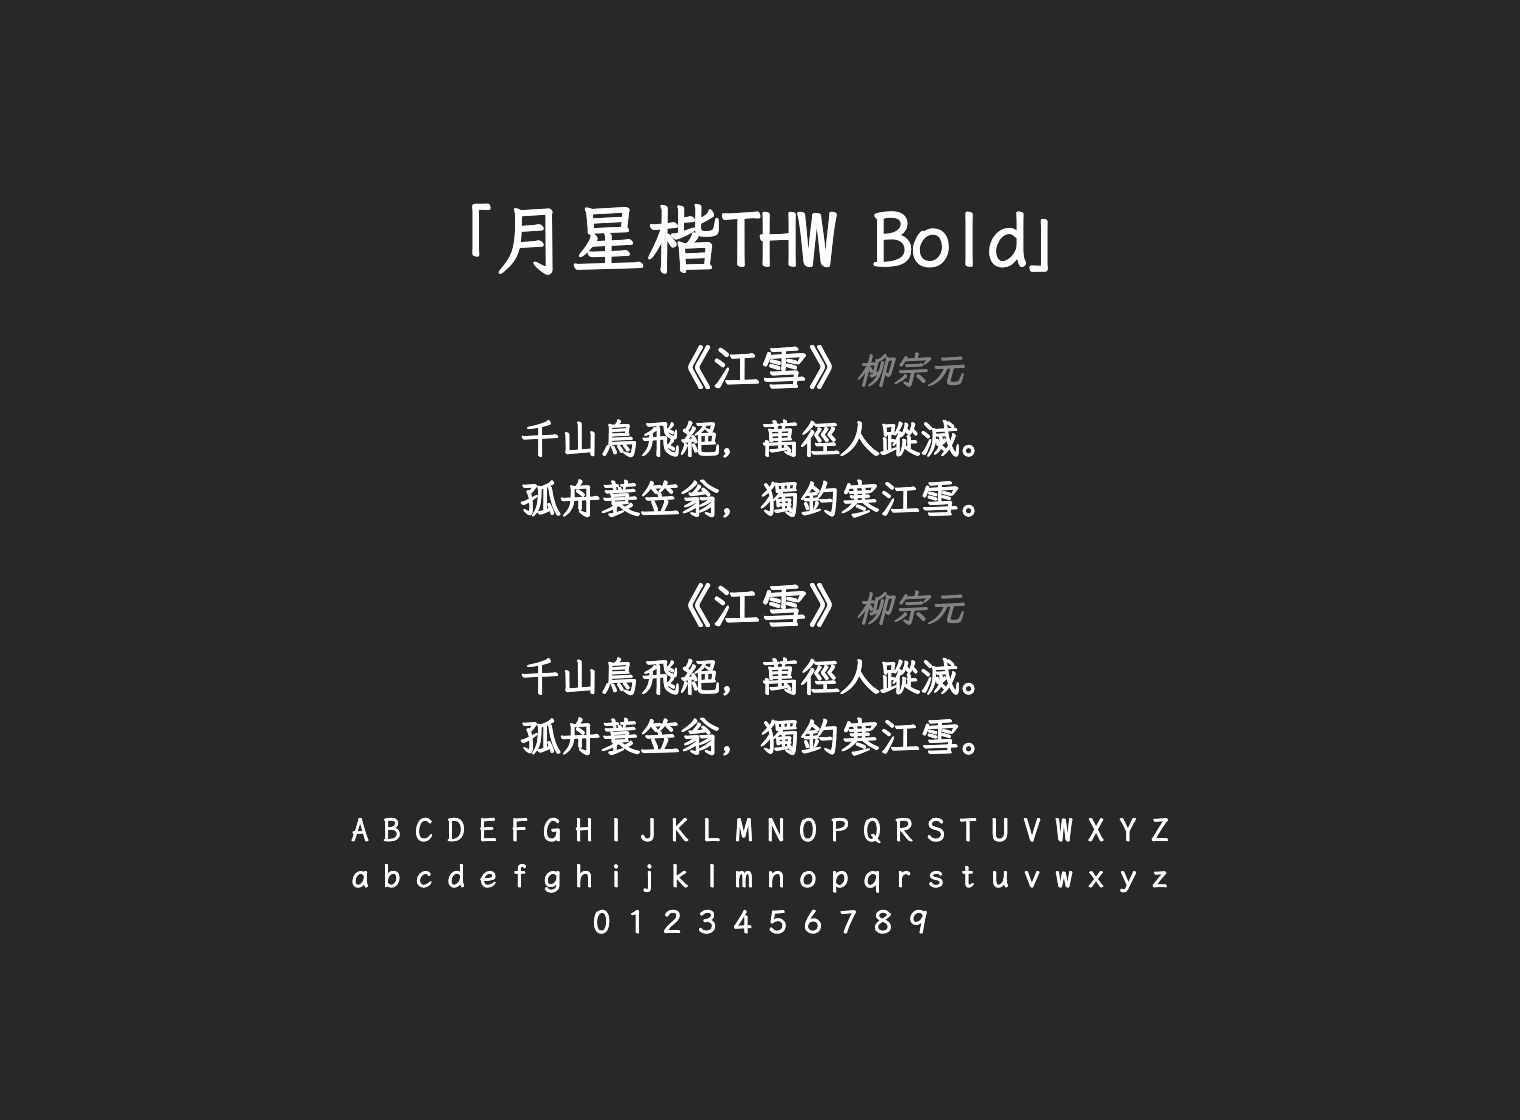 「月星楷THW Bold」
《江雪》柳宗元
千山鳥飛絕，萬徑人蹤滅。
孤舟蓑笠翁，獨釣寒江雪。
《江雪》柳宗元
千山鳥飛絕，萬徑人蹤滅。
孤舟蓑笠翁，獨釣寒江雪。
A B C D E F G H I J K L M N O P Q R S T U V W X Y Z
a b c d e f g h i j k l m n o p q r s t u v w x y z
0 1 2 3 4 5 6 7 8 9